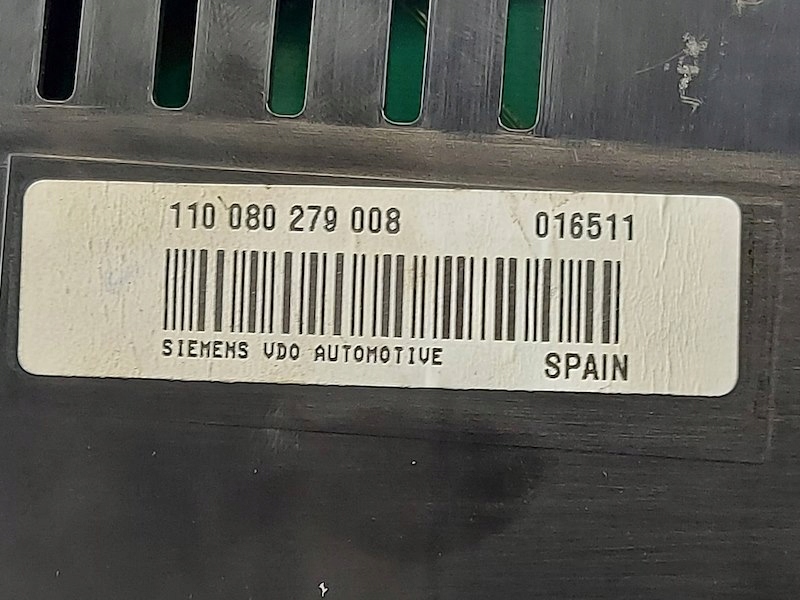 110 080 279 008 016511
SIEMENS VDO AUTOMOTIVE SPAIN